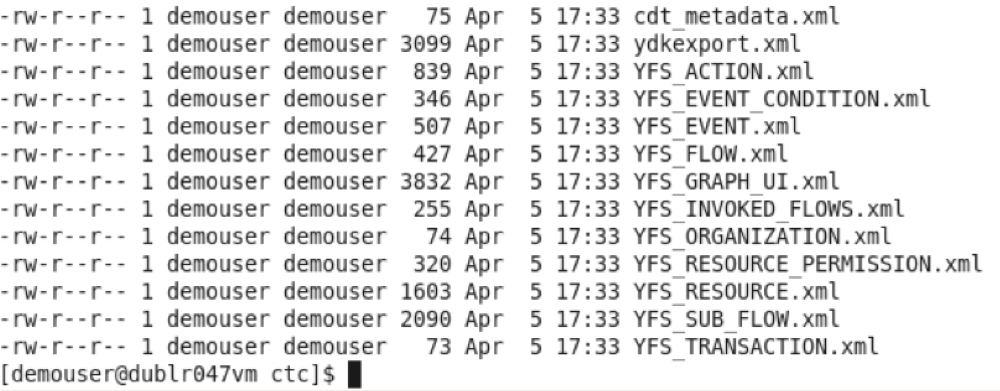 -rw-r--r-- 1 demouser demouser   75 Apr  5 17:33 cdt_metadata.xml
-rw-r--r-- 1 demouser demouser 3099 Apr  5 17:33 ydkexport.xml
-rw-r--r-- 1 demouser demouser  839 Apr  5 17:33 YFS_ACTION.xml
-rw-r--r-- 1 demouser demouser  346 Apr  5 17:33 YFS_EVENT_CONDITION.xml
-rw-r--r-- 1 demouser demouser  507 Apr  5 17:33 YFS_EVENT.xml
-rw-r--r-- 1 demouser demouser  427 Apr  5 17:33 YFS_FLOW.xml
-rw-r--r-- 1 demouser demouser 3832 Apr  5 17:33 YFS_GRAPH_UI.xml
-rw-r--r-- 1 demouser demouser  255 Apr  5 17:33 YFS_INVOKED_FLOWS.xml
-rw-r--r-- 1 demouser demouser   74 Apr  5 17:33 YFS_ORGANIZATION.xml
-rw-r--r-- 1 demouser demouser  320 Apr  5 17:33 YFS_RESOURCE_PERMISSION.xml
-rw-r--r-- 1 demouser demouser 1603 Apr  5 17:33 YFS_RESOURCE.xml
-rw-r--r-- 1 demouser demouser 2090 Apr  5 17:33 YFS_SUB_FLOW.xml
-rw-r--r-- 1 demouser demouser   73 Apr  5 17:33 YFS_TRANSACTION.xml
[demouser@dublr047vm ctc]$